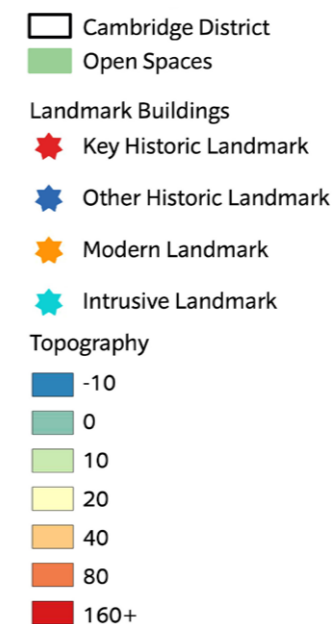 Cambridge District
Open Spaces
Landmark Buildings
Key Historic Landmark
Other Historic Landmark
Modern Landmark
Intrusive Landmark
Topography
-10
0
10
20
40
80
160+